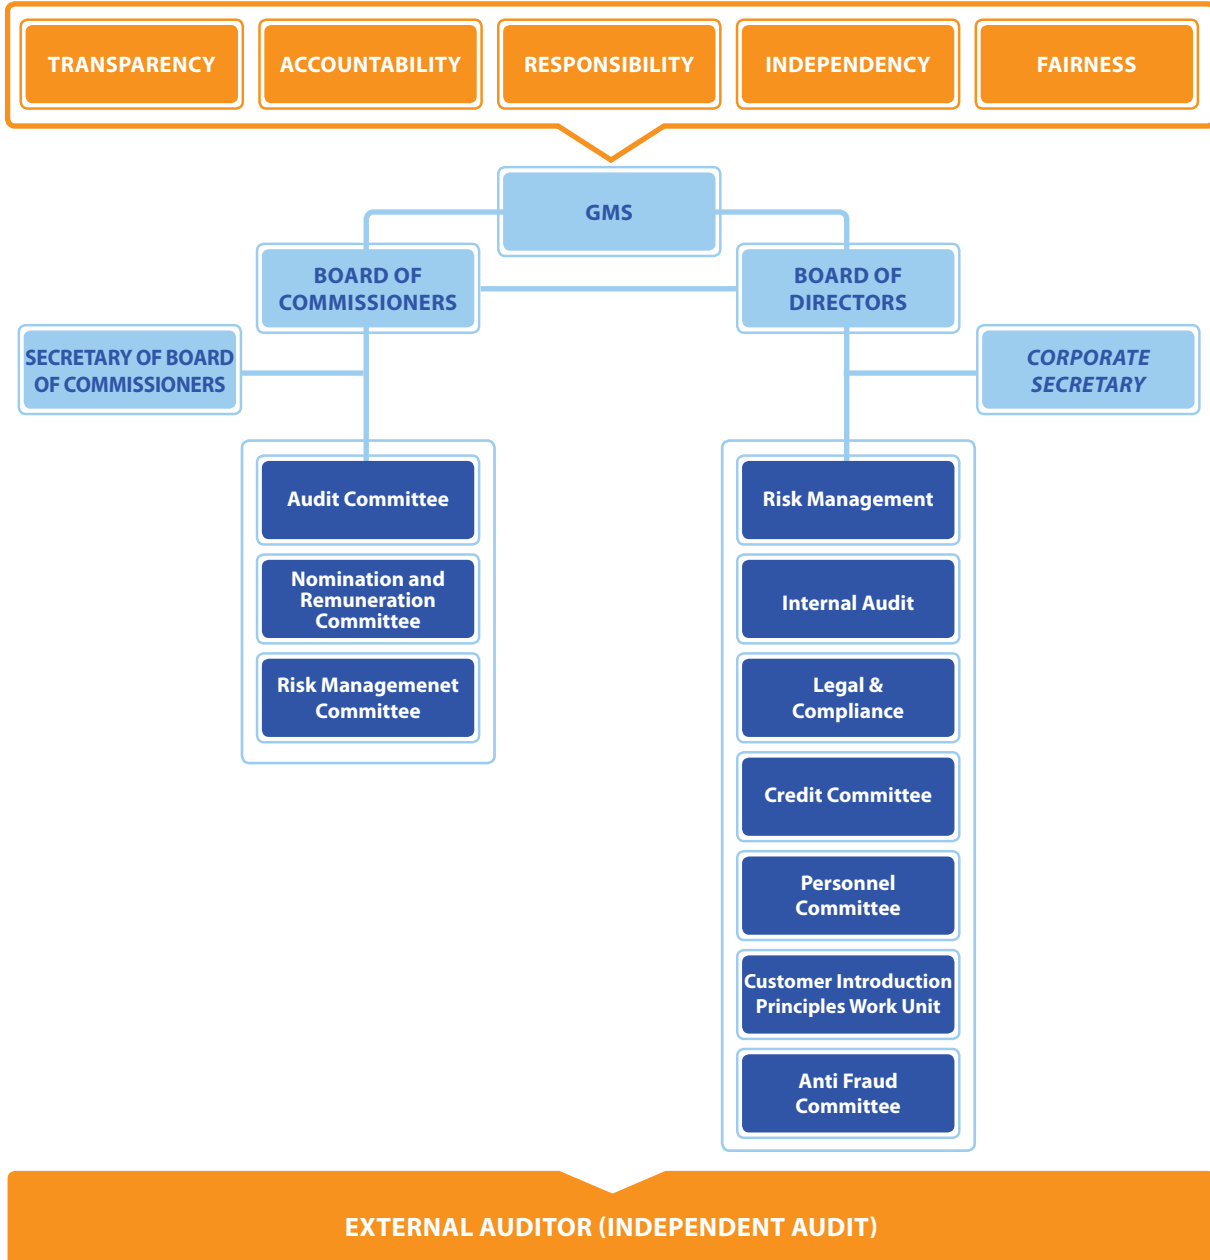 TRANSPARENCY
ACCOUNTABILITY
RESPONSIBILITY
INDEPENDENCY
FAIRNESS
GMS
BOARD OF
COMMISSIONERS
BOARD OF
DIRECTORS
SECRETARY OF BOARD
OF COMMISSIONERS
CORPORATE
SECRETARY
Audit Committee
Nomination and
Remuneration
Committee
Risk Managemenet
Committee
Risk Management
Internal Audit
Legal &
Compliance
Credit Committee
Personnel
Committee
Customer Introduction
Principles Work Unit
Anti Fraud
Committee
EXTERNAL AUDITOR (INDEPENDENT AUDIT)